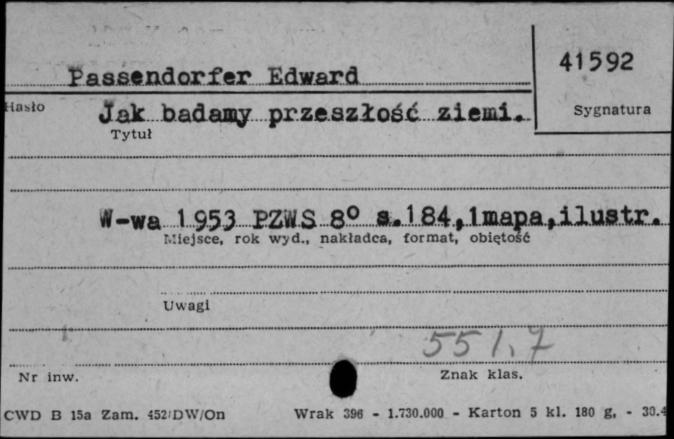 Passendorfer Edward
41592
Hasło
Sygnatura
Jak badamy przeszłość ziemi.
Tytuł
W-wa 1953 PZWS 8° s.184,1mapa,ilustr.
Miejsce, rok wyd., nakładca, format, objętość
Uwagi
551.7
Nr inw.
Znak klas.
CWD B 15a Zam. 452/DW/On Wrak 396 - 1.730.000 - Karton 5 kl. 180 g. - 30.4